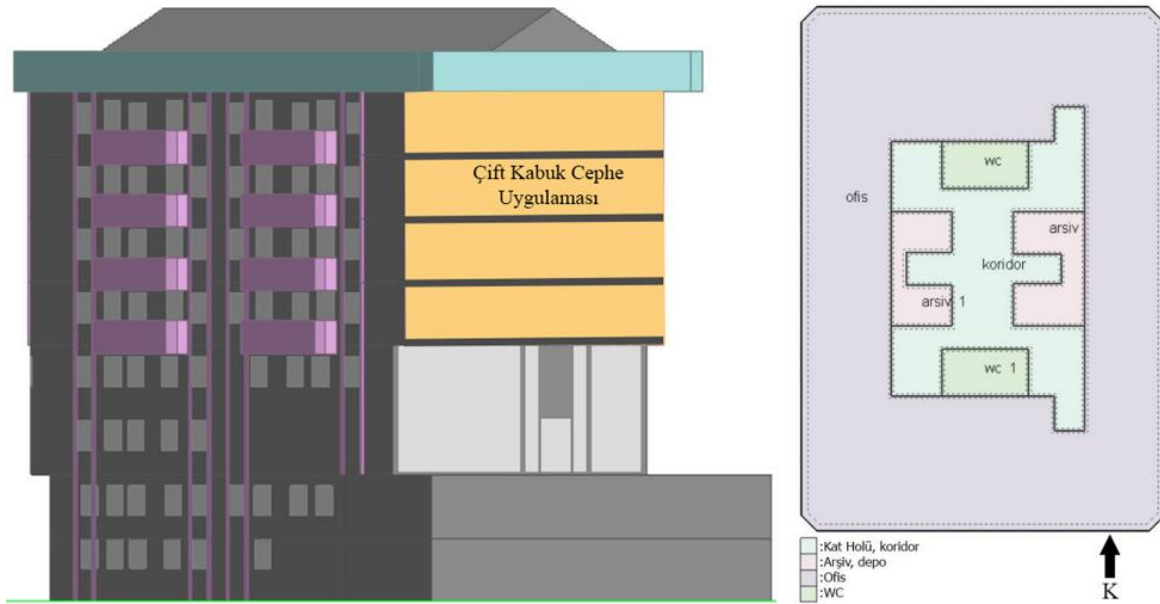 Çift Kabuk Cephe
Uygulaması
wc
ofis
arsiv
koridor
arsiv 1
wc 1
:Kat Holü, koridor
:Arşiv, depo
:Ofis
:WC
K